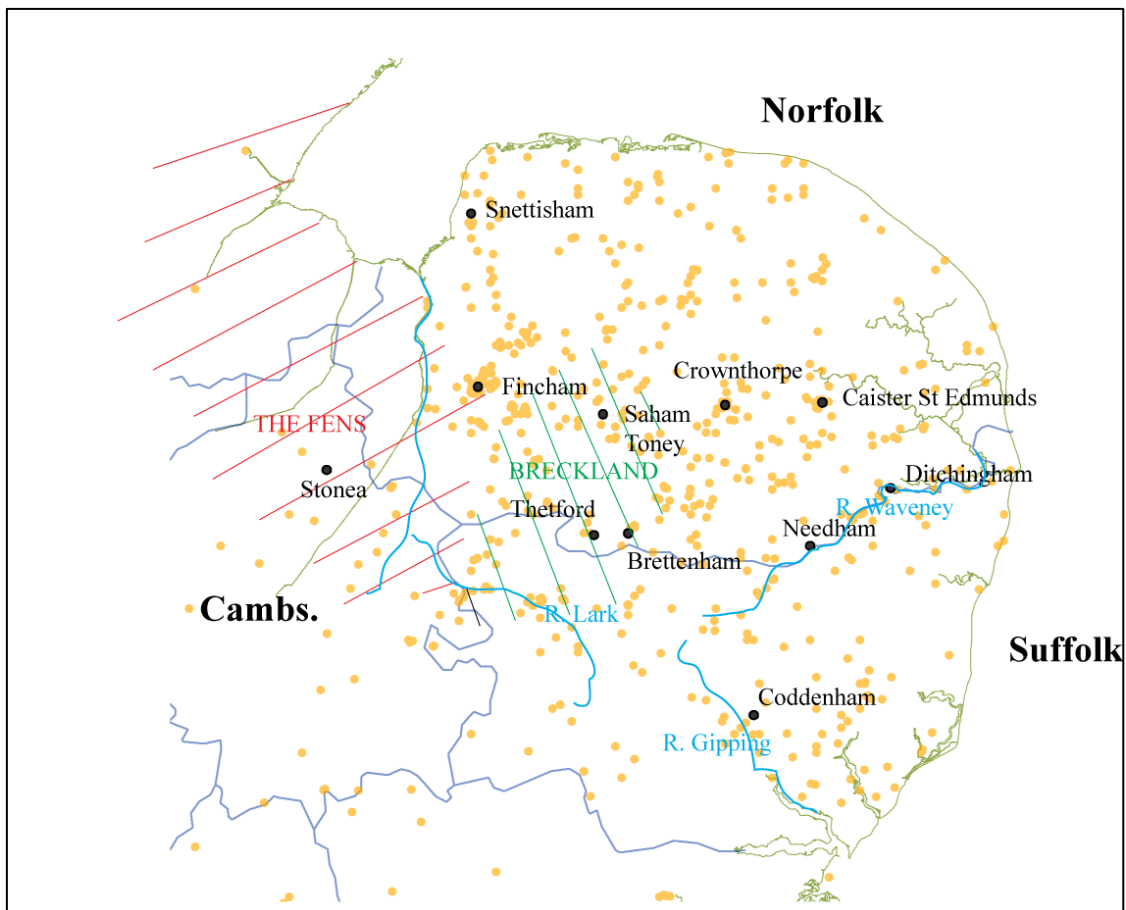 Norfolk
Snettisham
Crownthorpe
Fincham
Caister St Edmunds
Saham
Toney
THE FENS
BRECKLAND
Ditchingham
Stonea
Thetford
R. Waveney
Needham
Brettenham
Cambs.
R. Lark
Suffolk
Coddenham
R. Gipping